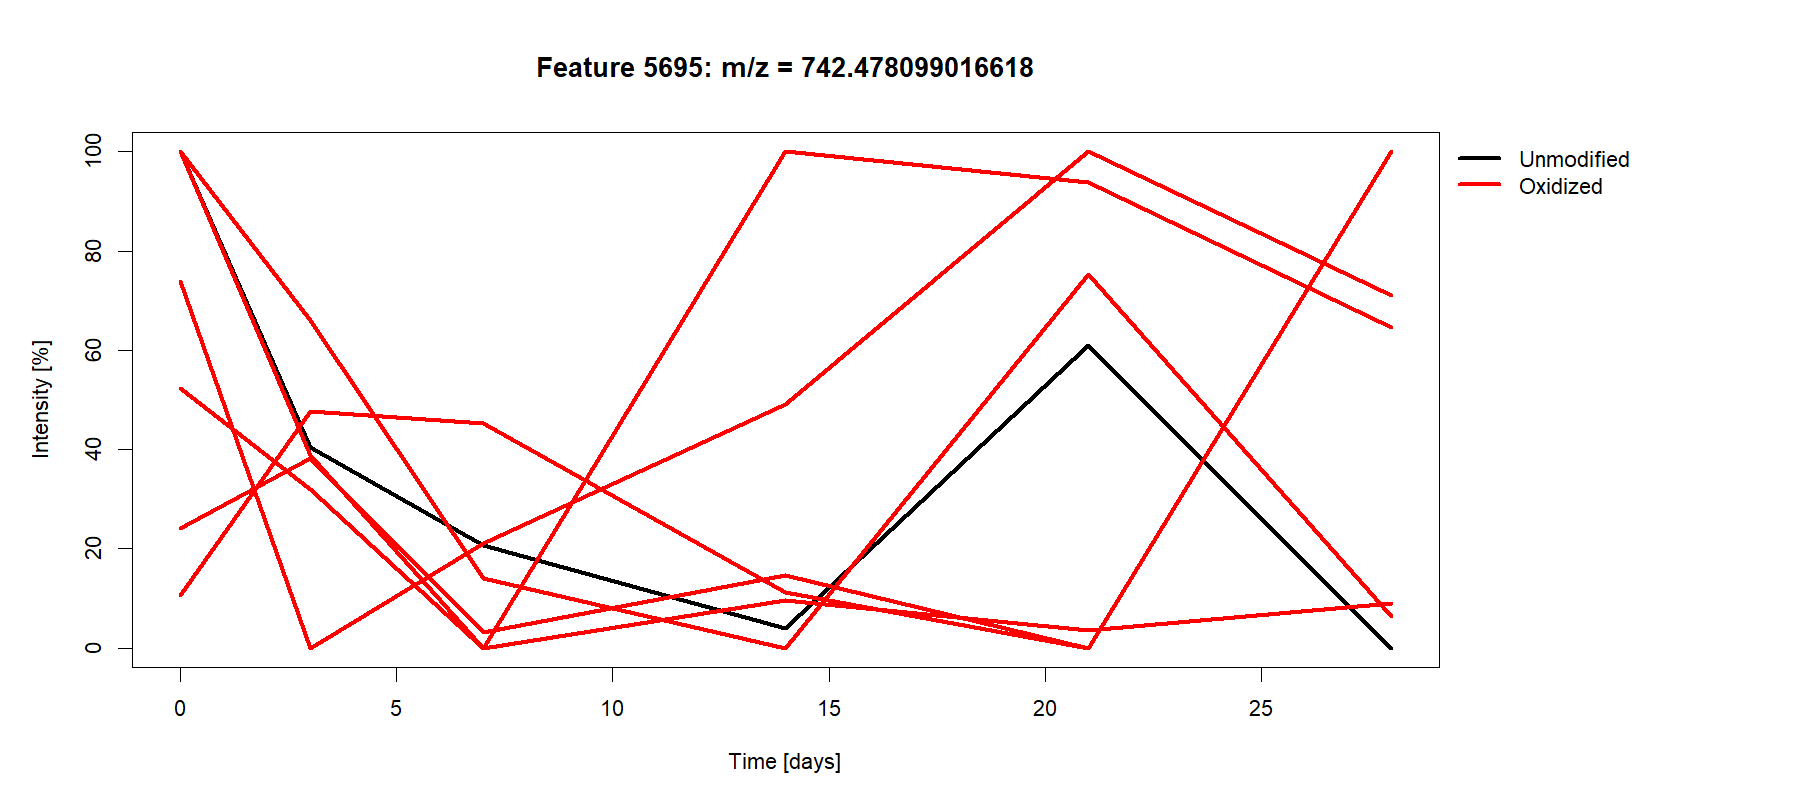 Feature 5695: m/z = 742.478099016618
Unmodified
Oxidized
Intensity [%]
100
80
60
40
20
0
0 5 10 15 20 25
Time [days]